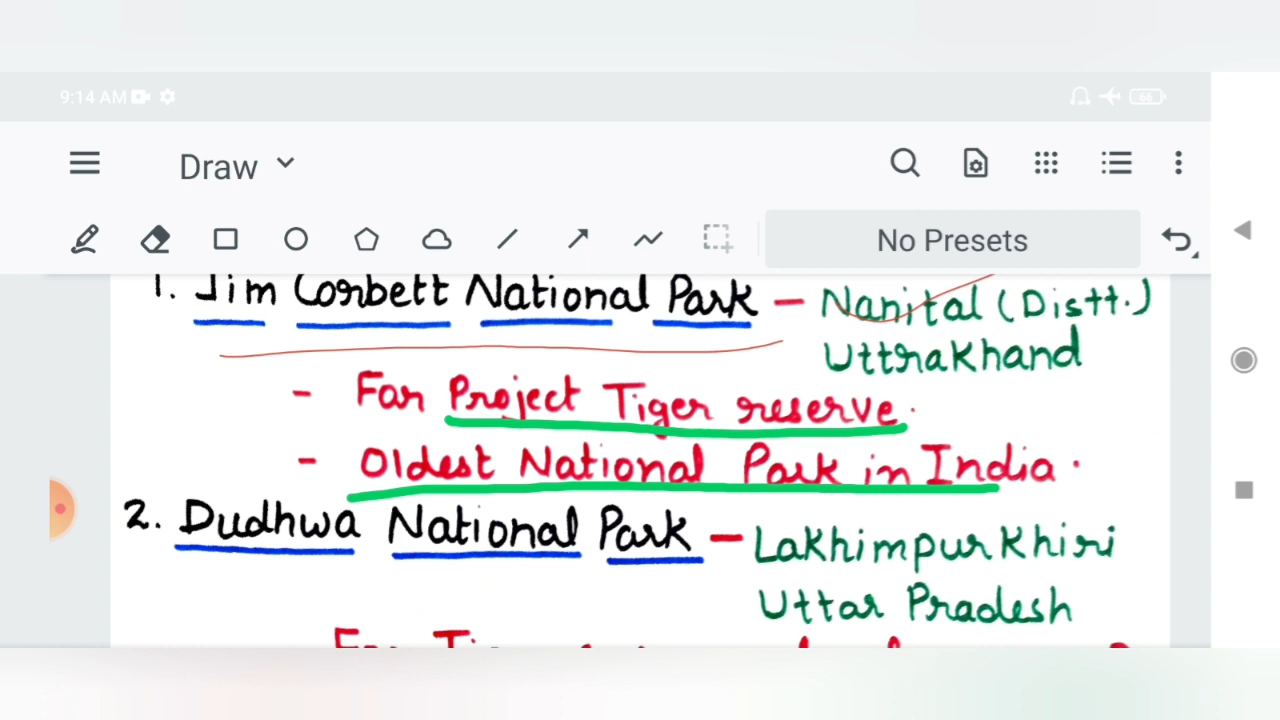 9:14 AM
66
Draw
No Presets
1. Jim Corbett National Park - Nanital (Distt.)
Uttrakhand
- For Project Tiger reserve.
- Oldest National Park in India.
2. Dudhwa National Park - Lakhimpur Khiri
Uttar Pradesh